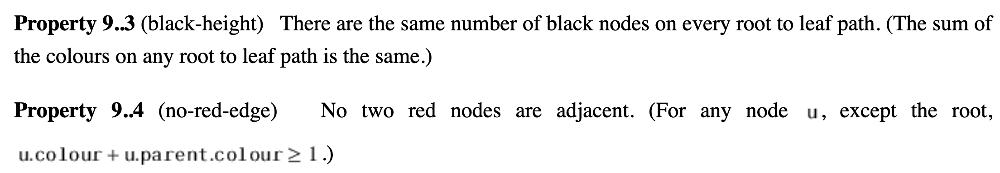 Property 9..3 (black-height) There are the same number of black nodes on every root to leaf path. (The sum of
the colours on any root to leaf path is the same.)
Property 9..4 (no-red-edge) No two red nodes are adjacent. (For any node u, except the root,
u.colour + u.parent.colour ≥ 1.)